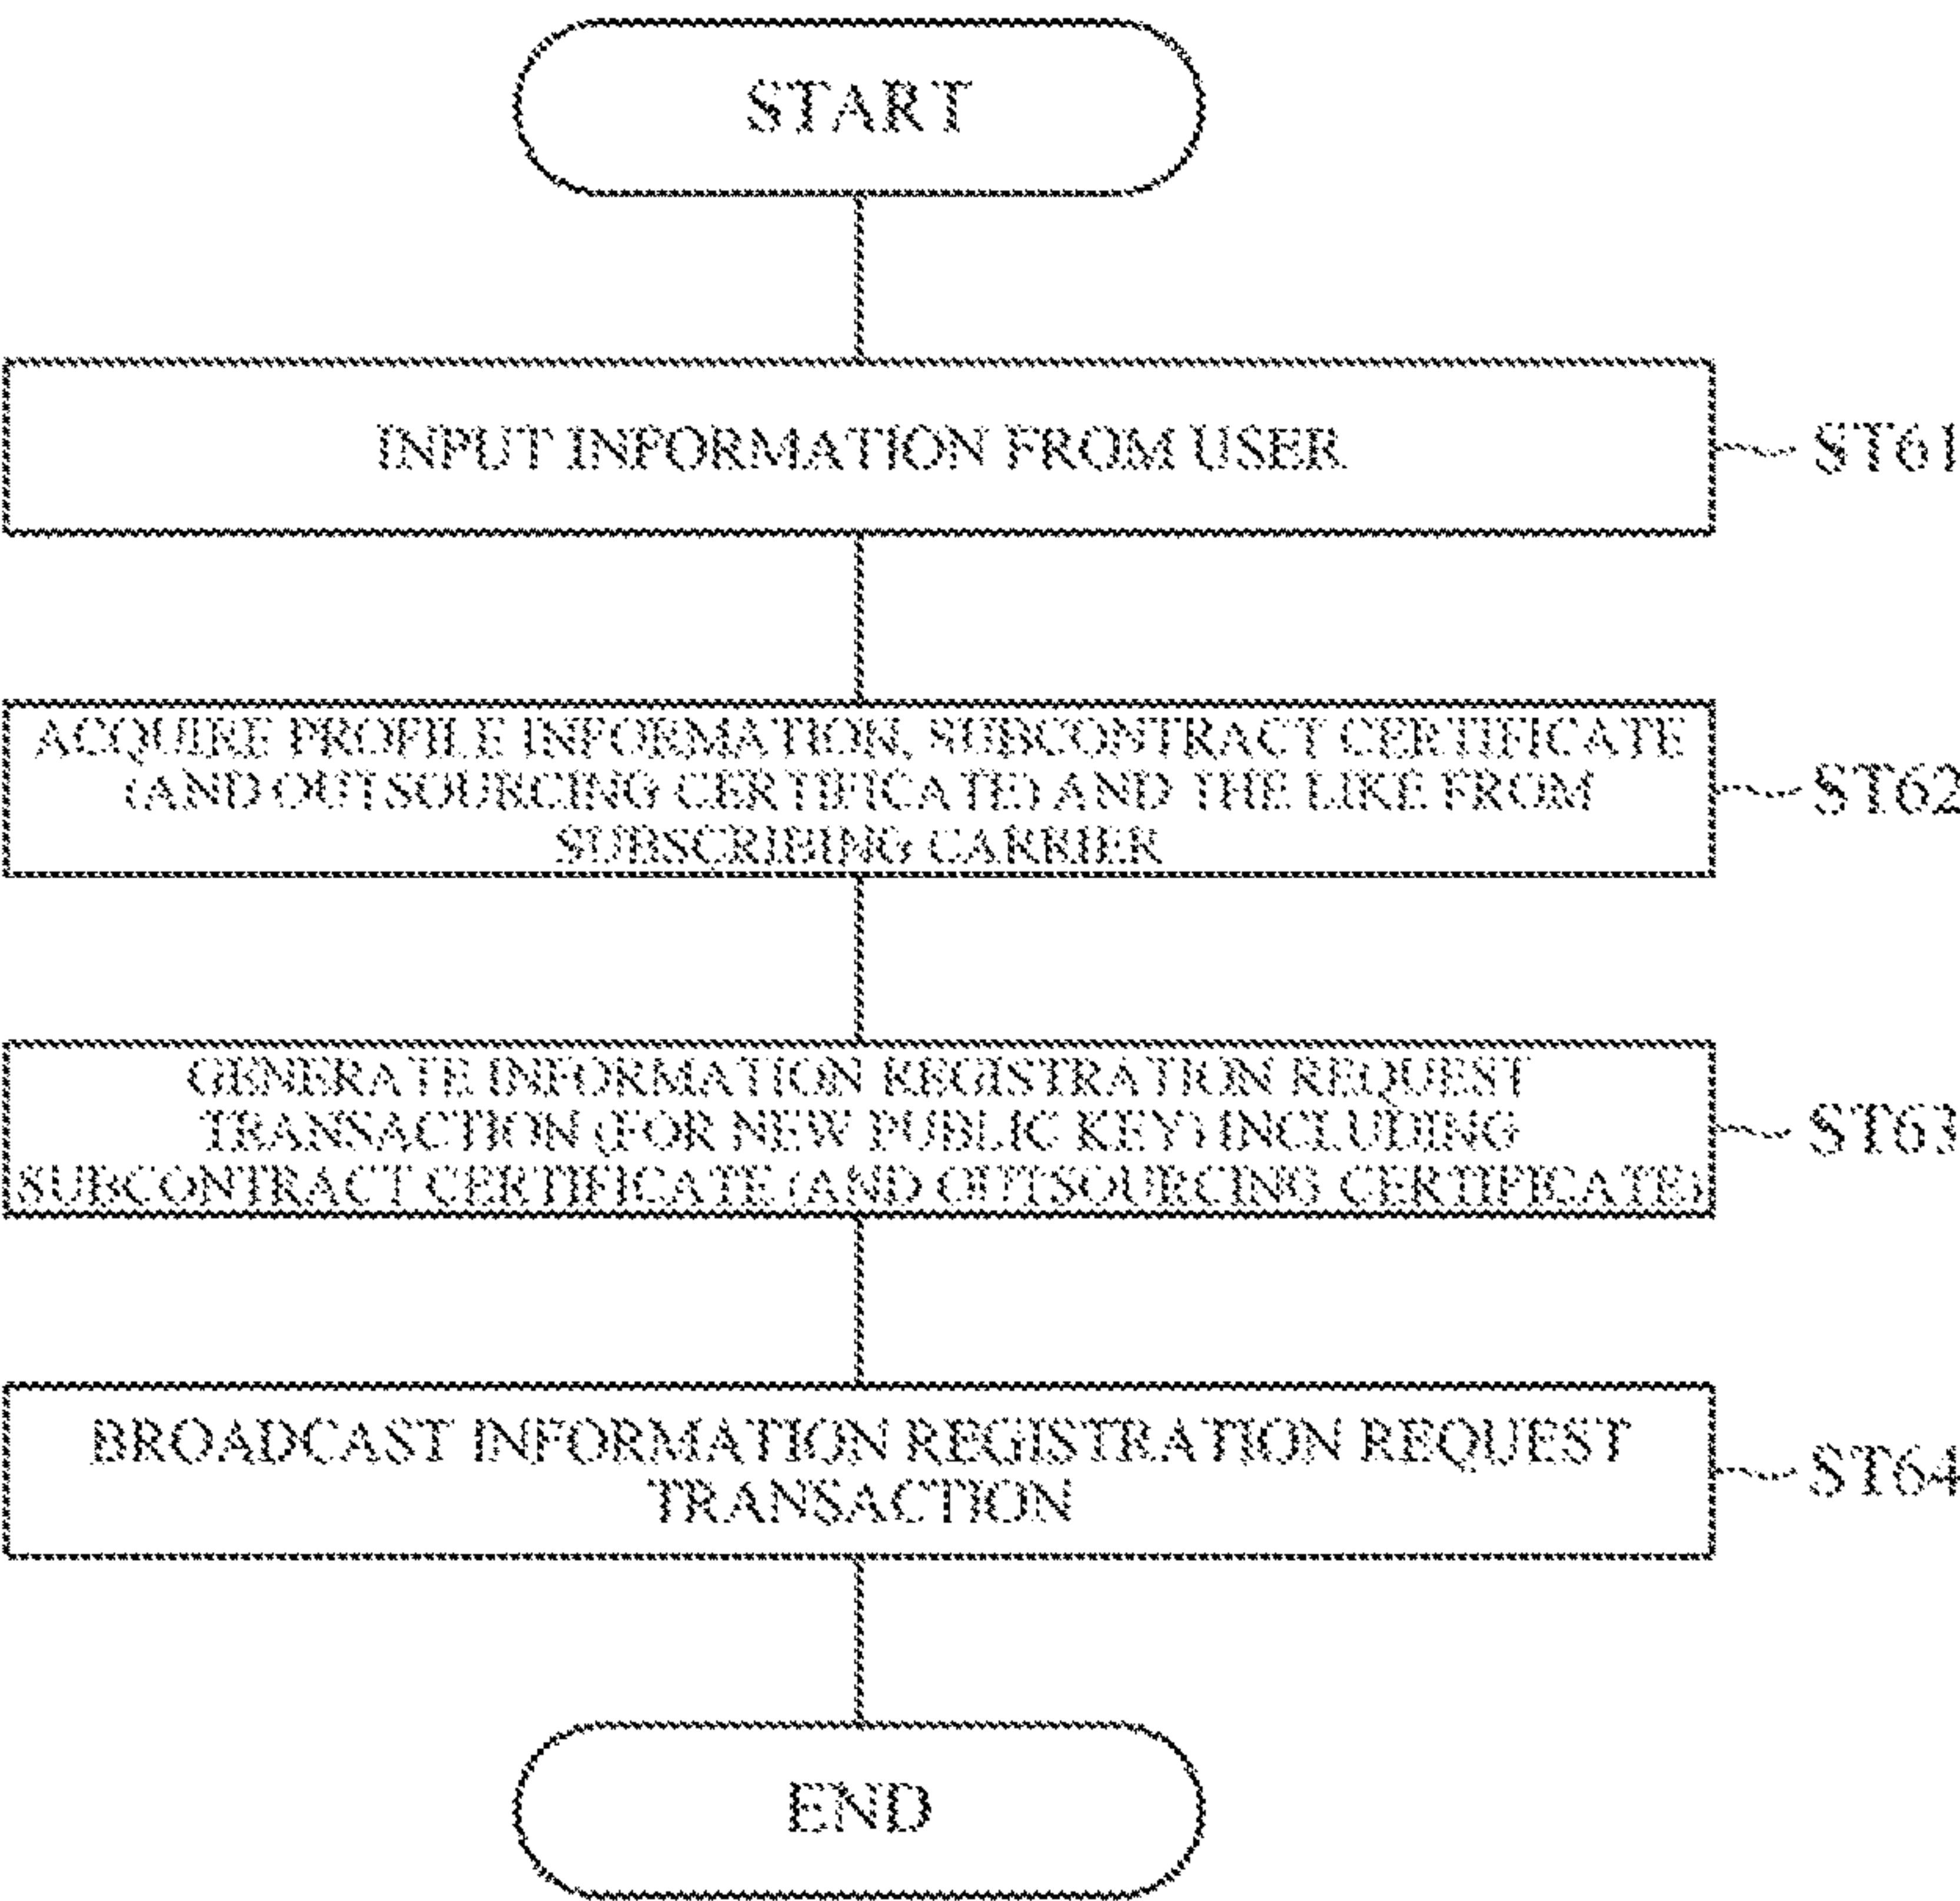 START
INPUT INFORMATION FROM USER
ST61
ACQUIRE PROFILE INFORMATION, SUBCONTRACT CERTIFICATE
(AND OUTSOURCING CERTIFICATE) AND THE LIKE FROM
SUBSCRIBING CARRIER
ST62
GENERATE INFORMATION REGISTRATION REQUEST
TRANSACTION (FOR NEW PUBLIC KEY) INCLUDING
SUBCONTRACT CERTIFICATE (AND OUTSOURCING CERTIFICATE)
ST63
BROADCAST INFORMATION REGISTRATION REQUEST
TRANSACTION
ST64
END